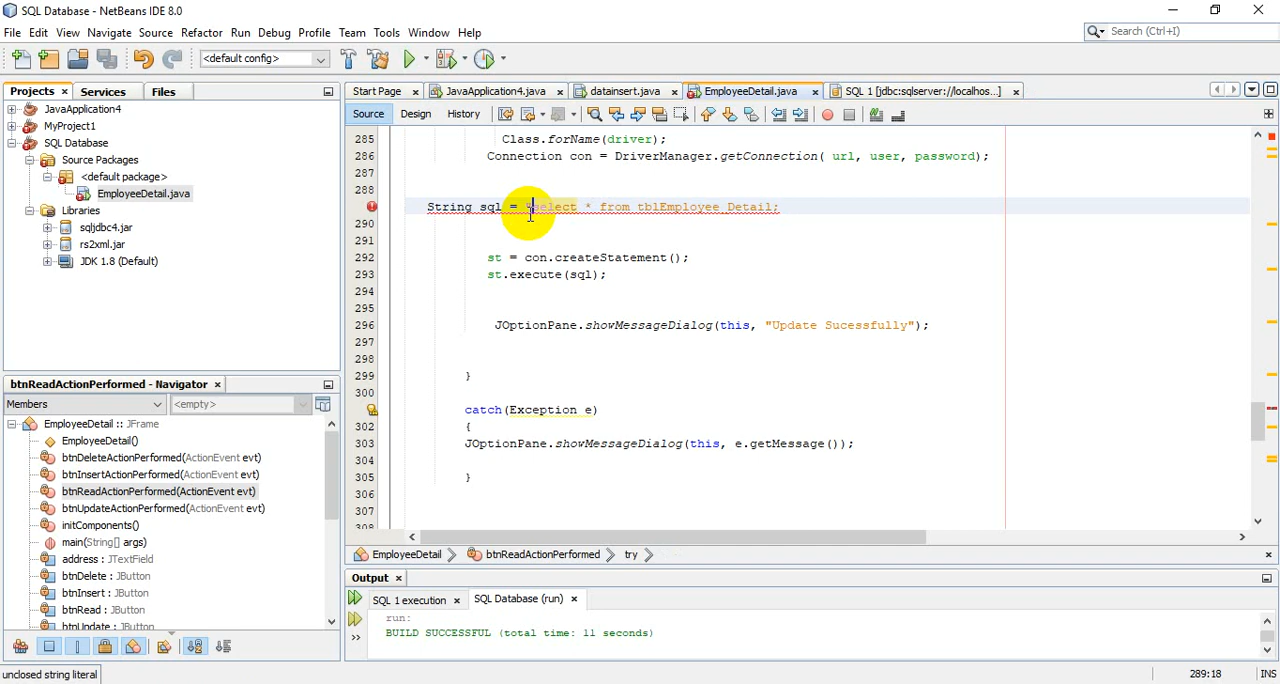 SQL Database - NetBeans IDE 8.0
File Edit View Navigate Source Refactor Run Debug Profile Team Tools Window Help
Search (Ctrl+I)
<default config>
Projects Services Files
JavaApplication4
MyProject1
SQL Database
Source Packages
<default package>
EmployeeDetail.java
Libraries
sqljdbc4.jar
rs2xml.jar
JDK 1.8 (Default)
Start Page JavaApplication4.java datainsert.java EmployeeDetail.java SQL 1 [jdbc:sqlserver://localhos...]
Source Design History
285 Class.forName(driver);
286 Connection con = DriverManager.getConnection( url, user, password);
287
288
String sql = "select * from tblEmployee_Detail;
290
291
292 st = con.createStatement();
293 st.execute(sql);
294
295
296 JOptionPane.showMessageDialog(this, "Update Sucessfully");
297
298
299 }
300
catch(Exception e)
302 {
303 JOptionPane.showMessageDialog(this, e.getMessage());
304
305 }
306
307
308
EmployeeDetail btnReadActionPerformed try
btnReadActionPerformed - Navigator
Members <empty>
EmployeeDetail :: JFrame
EmployeeDetail()
btnDeleteActionPerformed(ActionEvent evt)
btnInsertActionPerformed(ActionEvent evt)
btnReadActionPerformed(ActionEvent evt)
btnUpdateActionPerformed(ActionEvent evt)
initComponents()
main(String[] args)
address : JTextField
btnDelete : JButton
btnInsert : JButton
btnRead : JButton
btnUpdate : JButton
Output
SQL 1 execution SQL Database (run)
run:
BUILD SUCCESSFUL (total time: 11 seconds)
unclosed string literal
289:18 INS